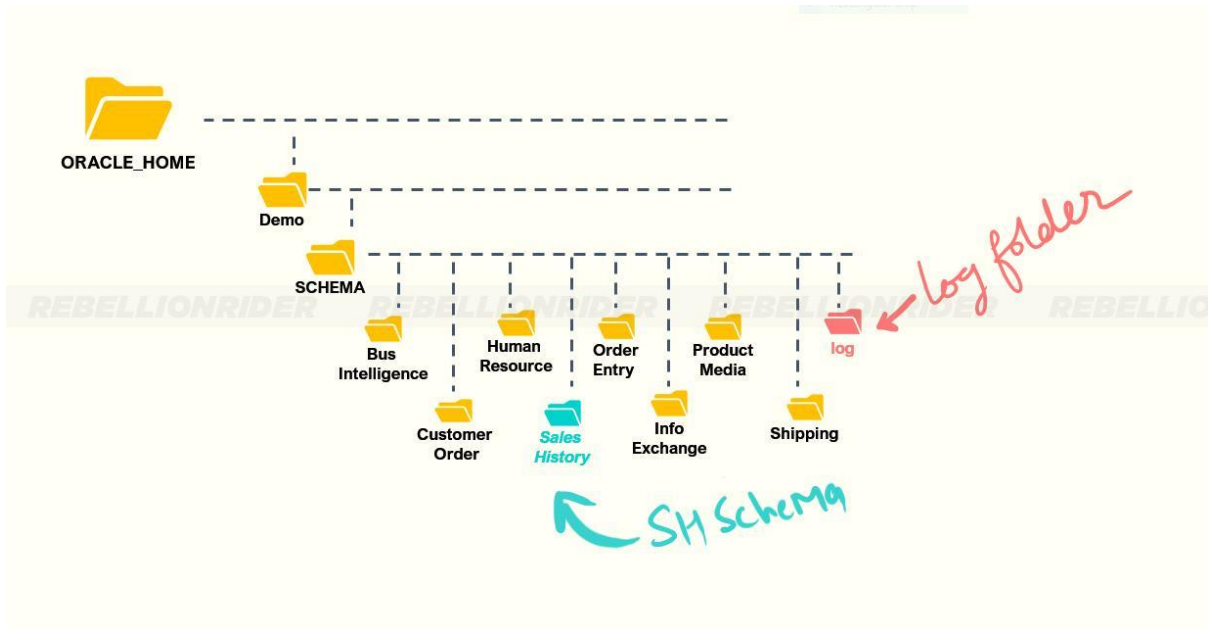 ORACLE_HOME
Demo
SCHEMA
REBELLIONRIDER REBELLIONRIDER REBELLIONRIDER REBELLIO
log folder
Bus
Intelligence
Human
Resource
Order
Entry
Product
Media
log
Customer
Order
Sales
History
Info
Exchange
Shipping
SH Schema